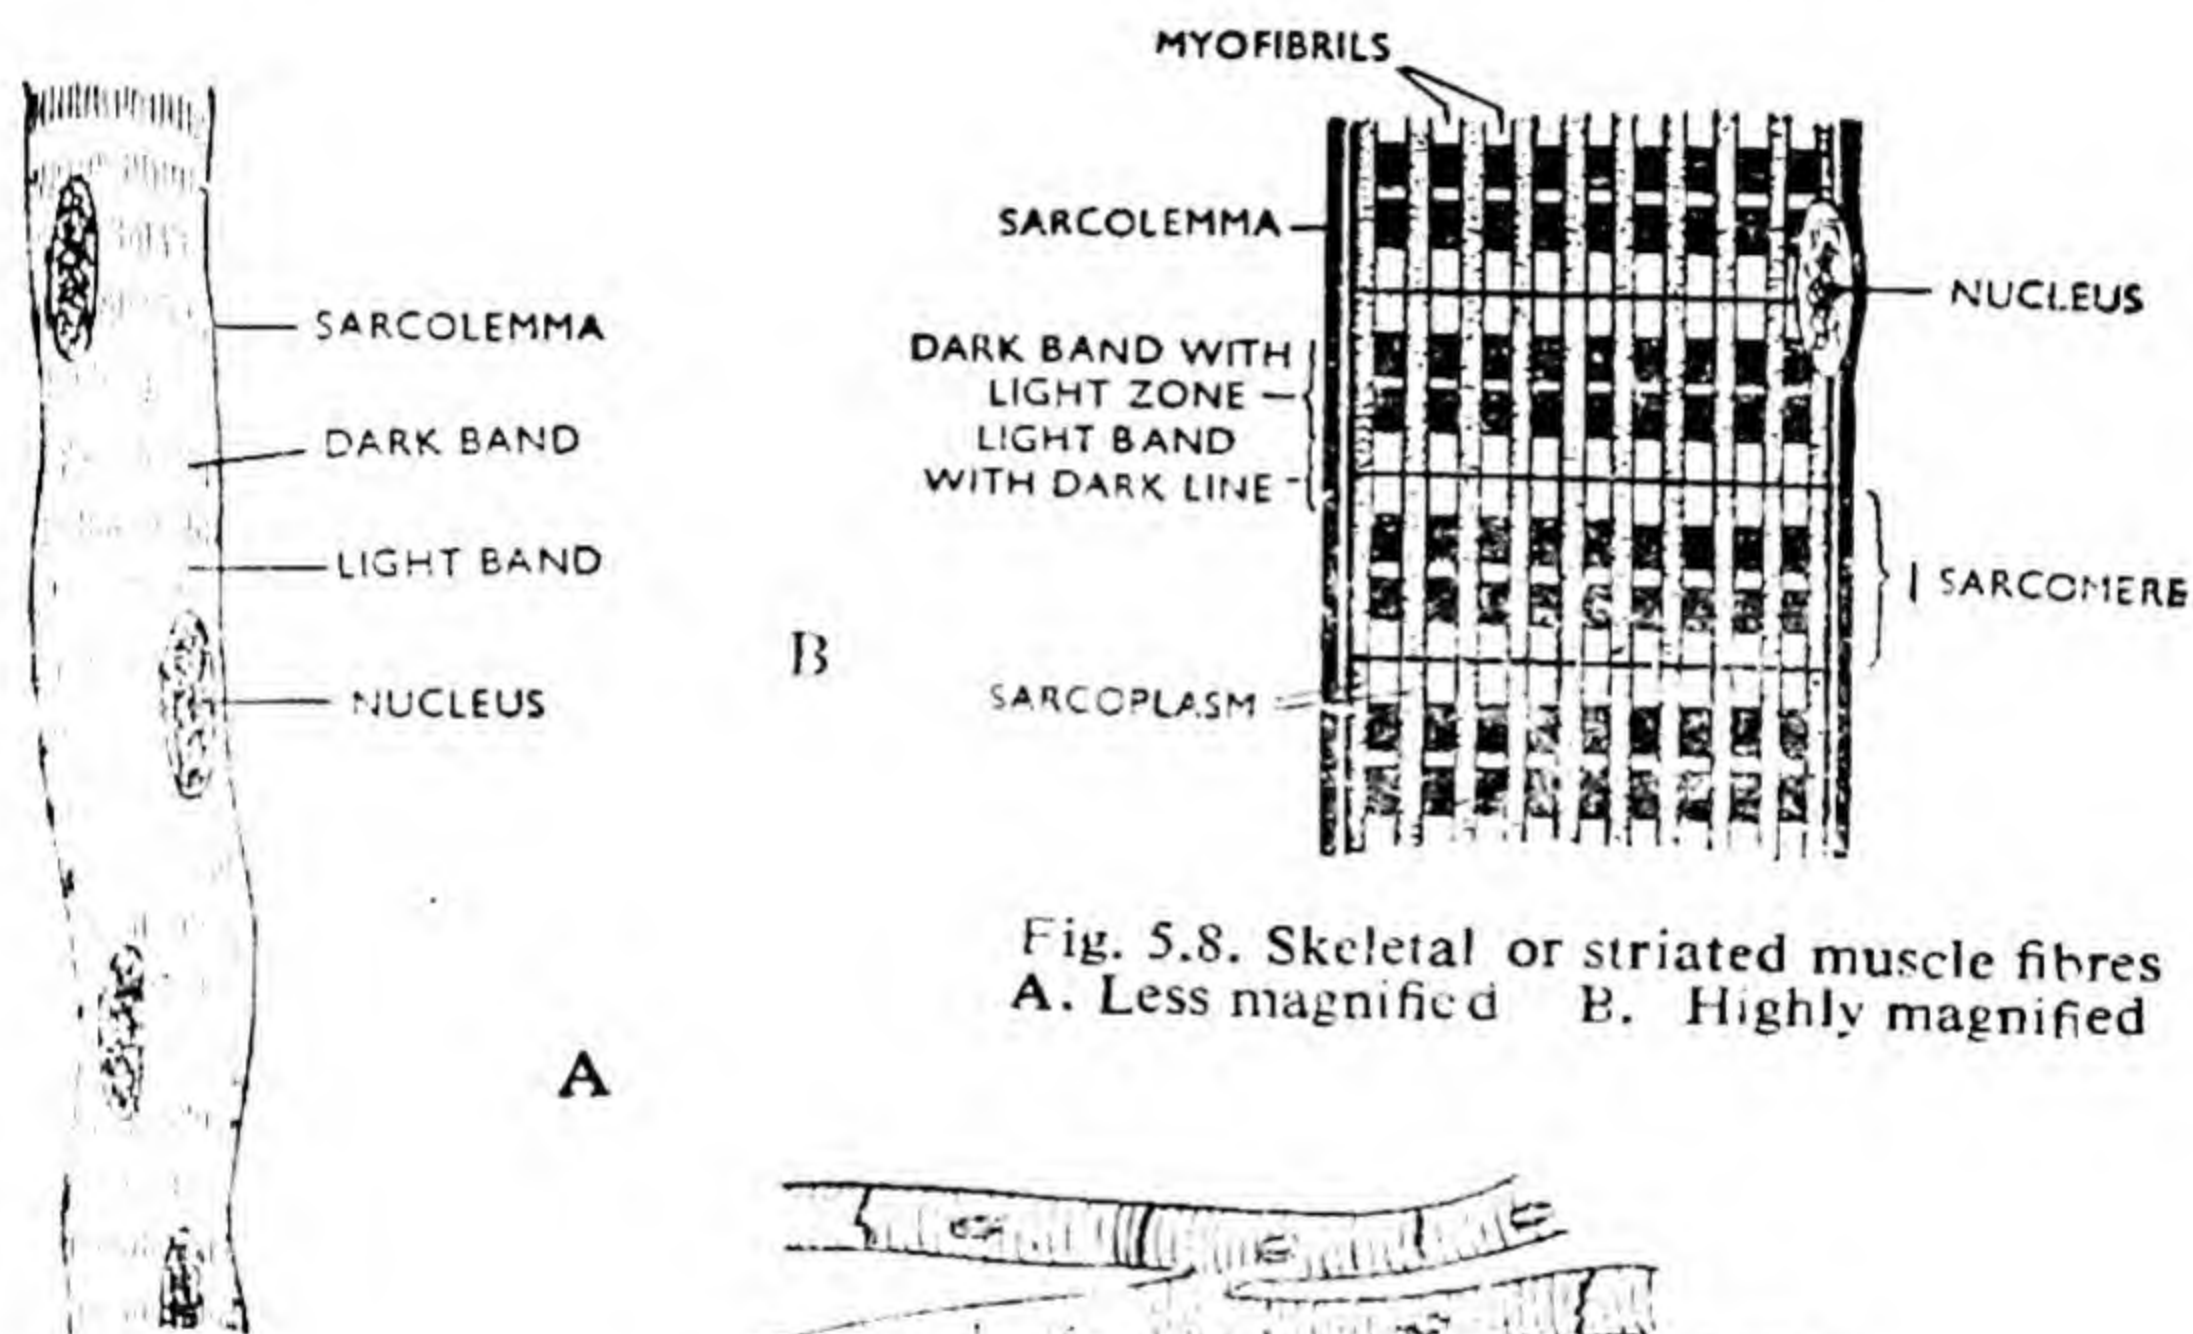 SARCOLEMMA
DARK BAND
LIGHT BAND
NUCLEUS
A
MYOFIBRILS
SARCOLEMMA
DARK BAND WITH
LIGHT ZONE
LIGHT BAND
WITH DARK LINE
SARCOPLASM
B
NUCLEUS
1 SARCOMERE
Fig. 5.8. Skeletal or striated muscle fibres
A. Less magnified B. Highly magnified